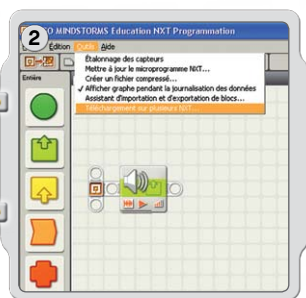 2
O MINDSTORMS Education NXT Programmation
Édition Outils Aide
Étalonnage des capteurs
Mettre à jour le microprogramme NXT...
Créer un fichier compressé...
✓ Afficher graphe pendant la journalisation des données
Assistant d'importation et d'exportation de blocs...
Téléchargement sur plusieurs NXT...
Entière